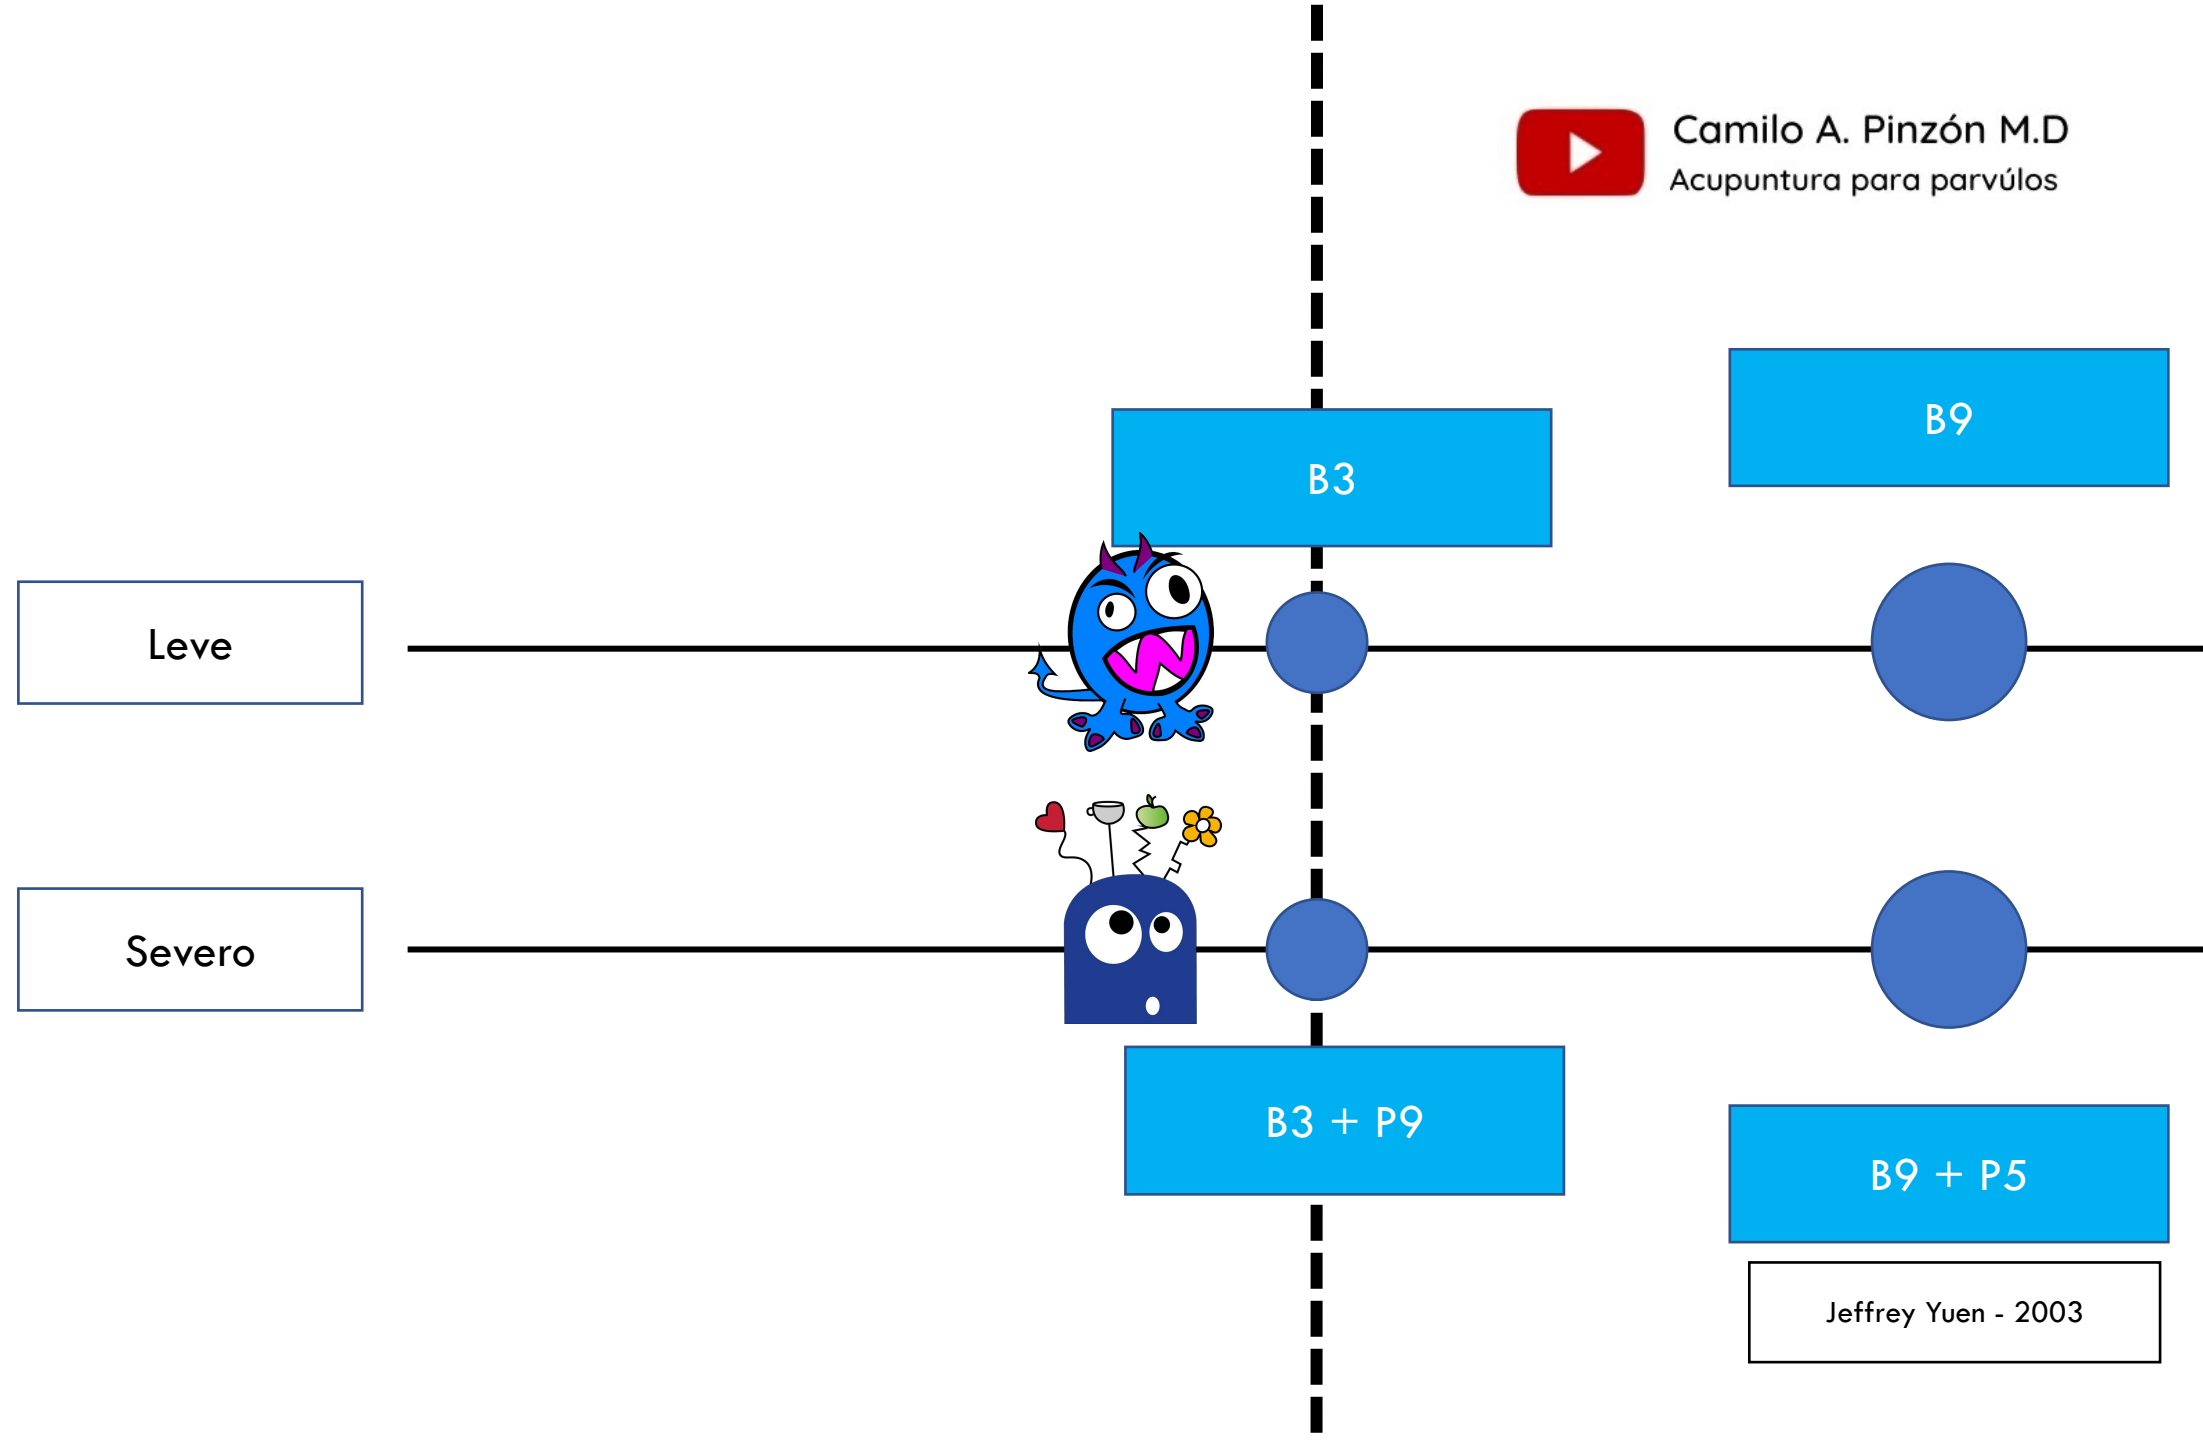 Camilo A. Pinzón M.D
Acupuntura para parvúlos
B9
B3
Leve
Severo
B3 + P9
B9 + P5
Jeffrey Yuen - 2003